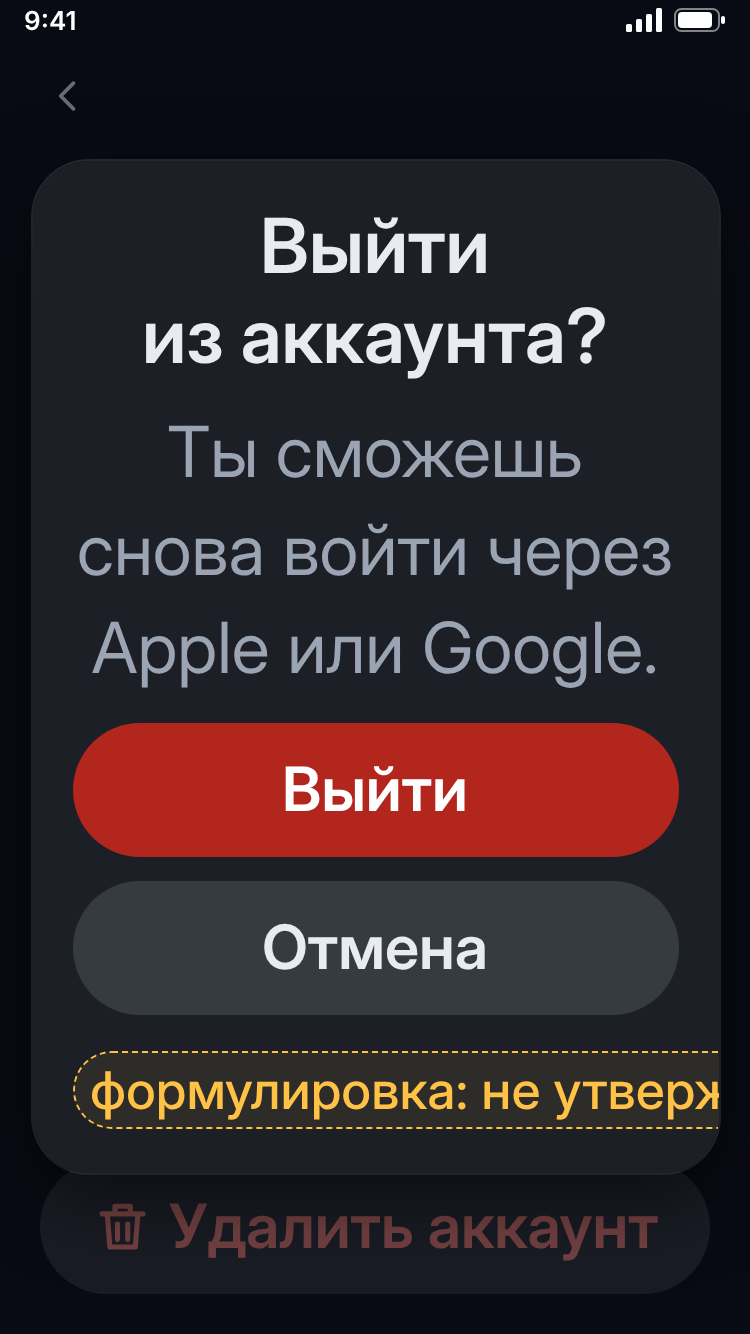 9:41
Выйти
из аккаунта?
Ты сможешь
снова войти через
Apple или Google.
Выйти
Отмена
формулировка: не утверж
Удалить аккаунт